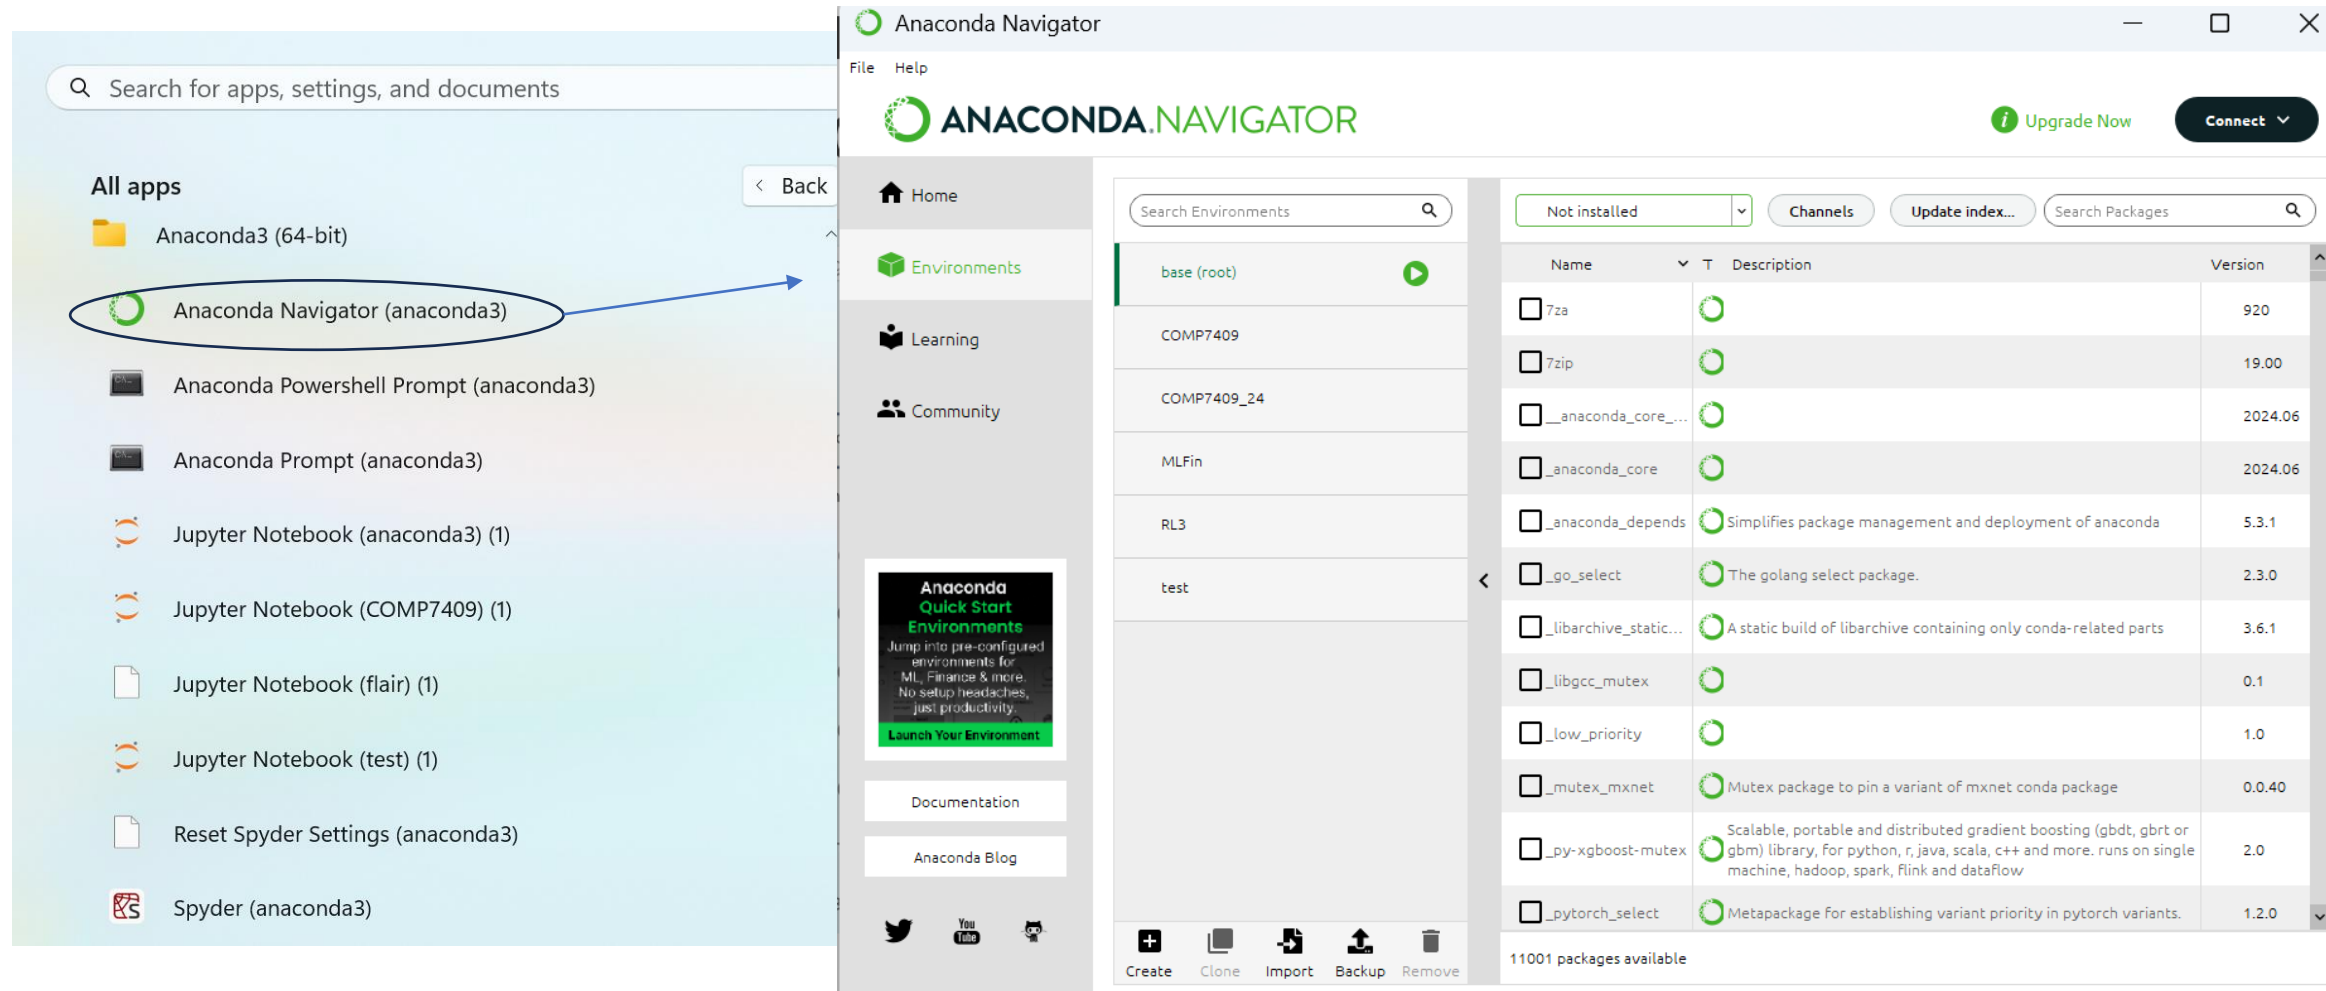 Search for apps, settings, and documents
All apps
Back
Anaconda3 (64-bit)
Anaconda Navigator (anaconda3)
Anaconda Powershell Prompt (anaconda3)
Anaconda Prompt (anaconda3)
Jupyter Notebook (anaconda3) (1)
Jupyter Notebook (COMP7409) (1)
Jupyter Notebook (flair) (1)
Jupyter Notebook (test) (1)
Reset Spyder Settings (anaconda3)
Spyder (anaconda3)
Anaconda Navigator
File Help
ANACONDA.NAVIGATOR
Upgrade Now
Connect
Home
Environments
Learning
Community
Anaconda
Quick Start
Environments
Jump into pre-configured
environments for
ML, Finance & more.
No setup headaches,
just productivity.
Launch Your Environment
Documentation
Anaconda Blog
You
Tube
Search Environments
base (root)
COMP7409
COMP7409_24
MLFin
RL3
test
Create Clone Import Backup Remove
Not installed
Channels
Update index...
Search Packages
Name T Description Version
7za 920
7zip 19.00
__anaconda_core_... 2024.06
_anaconda_core 2024.06
_anaconda_depends Simplifies package management and deployment of anaconda 5.3.1
_go_select The golang select package. 2.3.0
_libarchive_static... A static build of libarchive containing only conda-related parts 3.6.1
_libgcc_mutex 0.1
_low_priority 1.0
_mutex_mxnet Mutex package to pin a variant of mxnet conda package 0.0.40
Scalable, portable and distributed gradient boosting (gbdt, gbrt or
_py-xgboost-mutex gbm) library, for python, r, java, scala, c++ and more. runs on single 2.0
machine, hadoop, spark, flink and dataflow
_pytorch_select Metapackage for establishing variant priority in pytorch variants. 1.2.0
11001 packages available